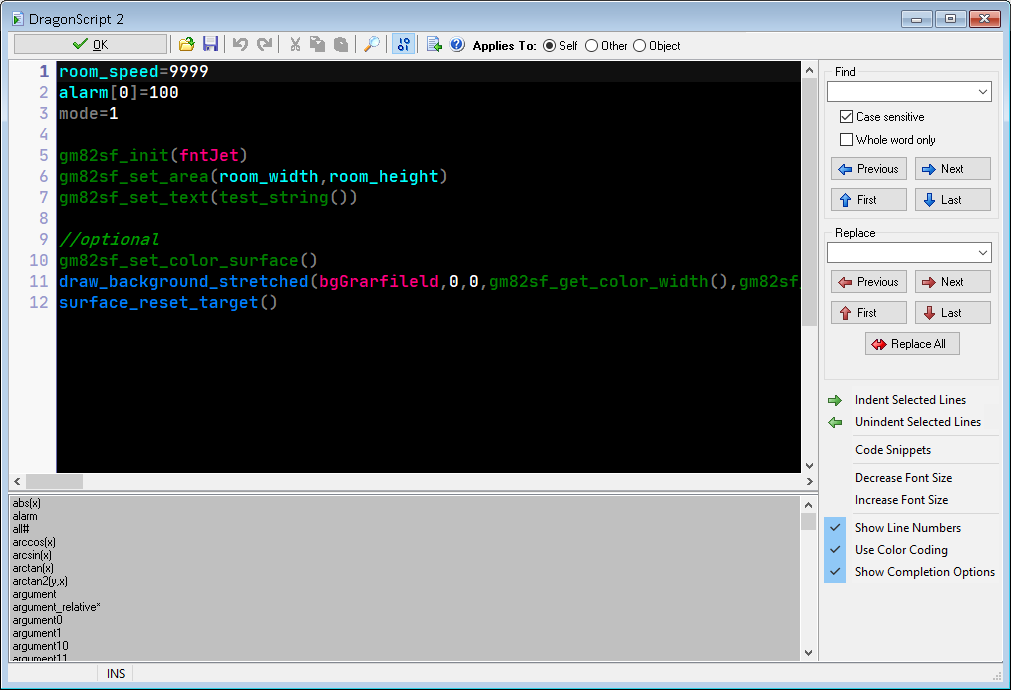 DragonScript 2
OK
Applies To: Self Other Object
1 room_speed=9999
2 alarm[0]=100
3 mode=1
4
5 gm82sf_init(fntJet)
6 gm82sf_set_area(room_width,room_height)
7 gm82sf_set_text(test_string())
8
9 //optional
10 gm82sf_set_color_surface()
11 draw_background_stretched(bgGrarfileld,0,0,gm82sf_get_color_width(),gm82sf_
12 surface_reset_target()
Find
Case sensitive
Whole word only
Previous Next
First Last
Replace
Previous Next
First Last
Replace All
Indent Selected Lines
Unindent Selected Lines
Code Snippets
Decrease Font Size
Increase Font Size
Show Line Numbers
Use Color Coding
Show Completion Options
abs(x)
alarm
all#
arccos(x)
arcsin(x)
arctan(x)
arctan2(y,x)
argument
argument_relative*
argument0
argument1
argument10
argument11
INS